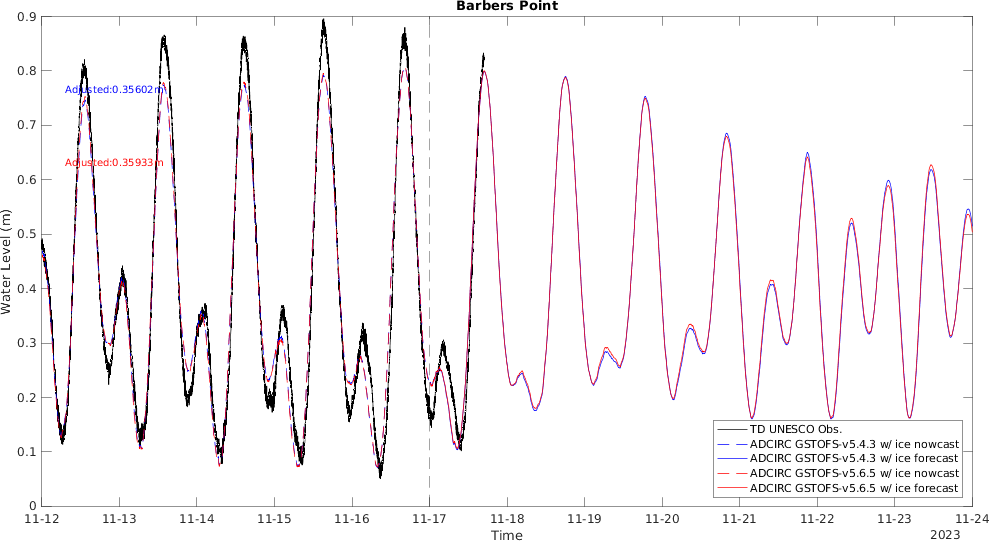 Barbers Point
0.9
0.8
0.7
0.6
0.5
0.4
0.3
0.2
0.1
0
Water Level (m)
Adjusted:0.35602m
Adjusted:0.35933m
TD UNESCO Obs.
ADCIRC GSTOFS-v5.4.3 w/ ice nowcast
ADCIRC GSTOFS-v5.4.3 w/ ice forecast
ADCIRC GSTOFS-v5.6.5 w/ ice nowcast
ADCIRC GSTOFS-v5.6.5 w/ ice forecast
11-12 11-13 11-14 11-15 11-16 11-17 11-18 11-19 11-20 11-21 11-22 11-23 11-24
Time
2023